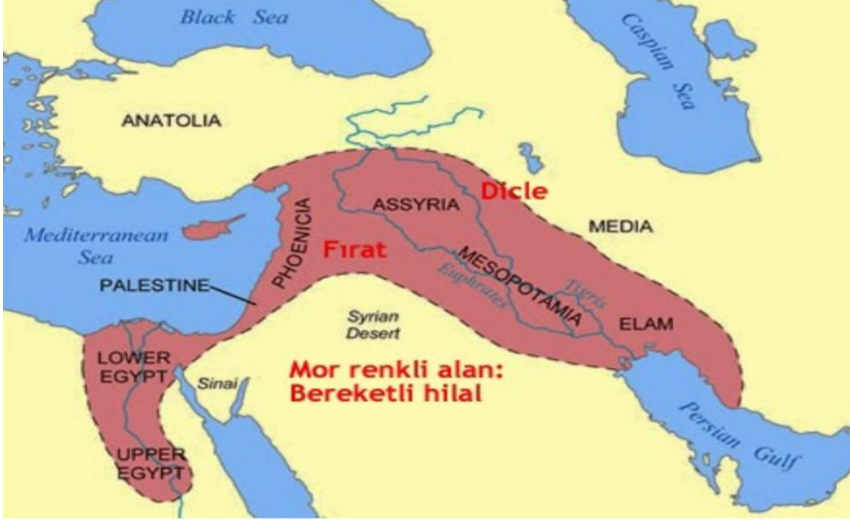 Black Sea
Caspian Sea
ANATOLIA
Dicle
ASSYRIA
MEDIA
Mediterranean
Sea
PHOENICIA
Fırat
MESOPOTAMIA
Euphrates
Tigris
PALESTINE
ELAM
Syrian
Desert
LOWER
EGYPT
Sinai
Mor renkli alan:
Bereketli hilal
Persian Gulf
UPPER
EGYPT